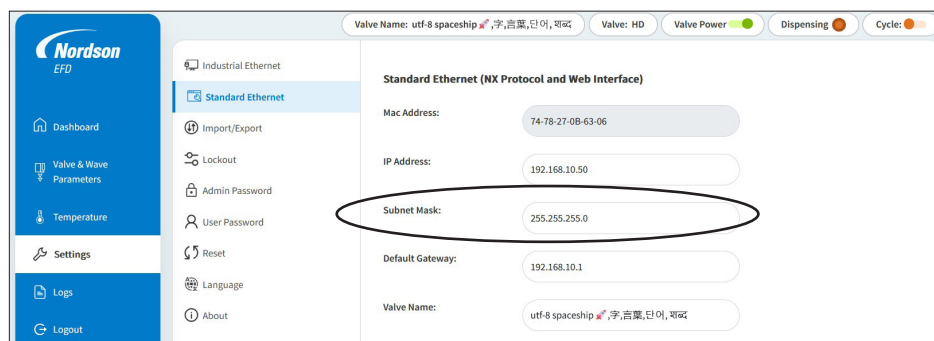 Valve Name: utf-8 spaceship 🚀,字,言葉,단어, शब्द
Valve: HD
Valve Power
Dispensing
Cycle:
Nordson
EFD
Dashboard
Valve & Wave
Parameters
Temperature
Settings
Logs
Logout
Industrial Ethernet
Standard Ethernet
Import/Export
Lockout
Admin Password
User Password
Reset
Language
About
Standard Ethernet (NX Protocol and Web Interface)
Mac Address:
74-78-27-0B-63-06
IP Address:
192.168.10.50
Subnet Mask:
255.255.255.0
Default Gateway:
192.168.10.1
Valve Name:
utf-8 spaceship 🚀,字,言葉,단어, शब्द